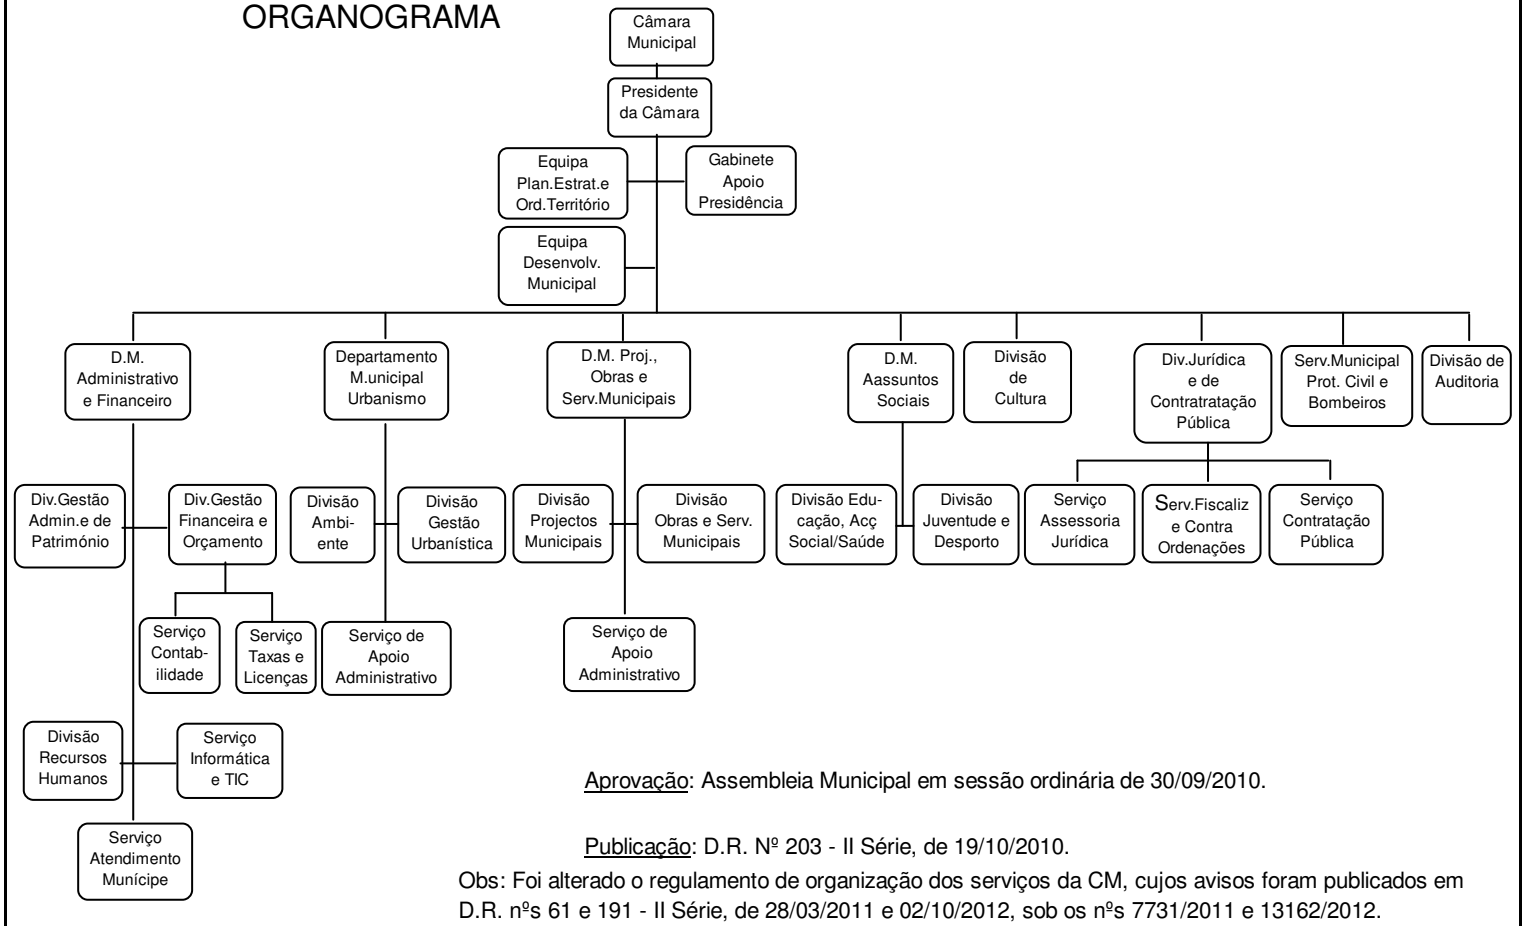 ORGANOGRAMA
Câmara
Municipal
Presidente
da Câmara
Equipa
Plan.Estrat.e
Ord.Território
Gabinete
Apoio
Presidência
Equipa
Desenvolv.
Municipal
D.M.
Administrativo
e Financeiro
Departamento
M.unicipal
Urbanismo
D.M. Proj.,
Obras e
Serv.Municipais
D.M.
Aassuntos
Sociais
Divisão
de
Cultura
Div.Jurídica
e de
Contratratação
Pública
Serv.Municipal
Prot. Civil e
Bombeiros
Divisão de
Auditoria
Div.Gestão
Admin.e de
Património
Div.Gestão
Financeira e
Orçamento
Divisão
Ambi-
ente
Divisão
Gestão
Urbanística
Divisão
Projectos
Municipais
Divisão
Obras e Serv.
Municipais
Divisão Edu-
cação, Acç
Social/Saúde
Divisão
Juventude e
Desporto
Serviço
Assessoria
Jurídica
Serv.Fiscaliz
e Contra
Ordenações
Serviço
Contratação
Pública
Serviço
Contab-
ilidade
Serviço
Taxas e
Licenças
Serviço de
Apoio
Administrativo
Serviço de
Apoio
Administrativo
Divisão
Recursos
Humanos
Serviço
Informática
e TIC
Serviço
Atendimento
Munícipe
Aprovação: Assembleia Municipal em sessão ordinária de 30/09/2010.
Publicação: D.R. Nº 203 - II Série, de 19/10/2010.
Obs: Foi alterado o regulamento de organização dos serviços da CM, cujos avisos foram publicados em
D.R. nºs 61 e 191 - II Série, de 28/03/2011 e 02/10/2012, sob os nºs 7731/2011 e 13162/2012.